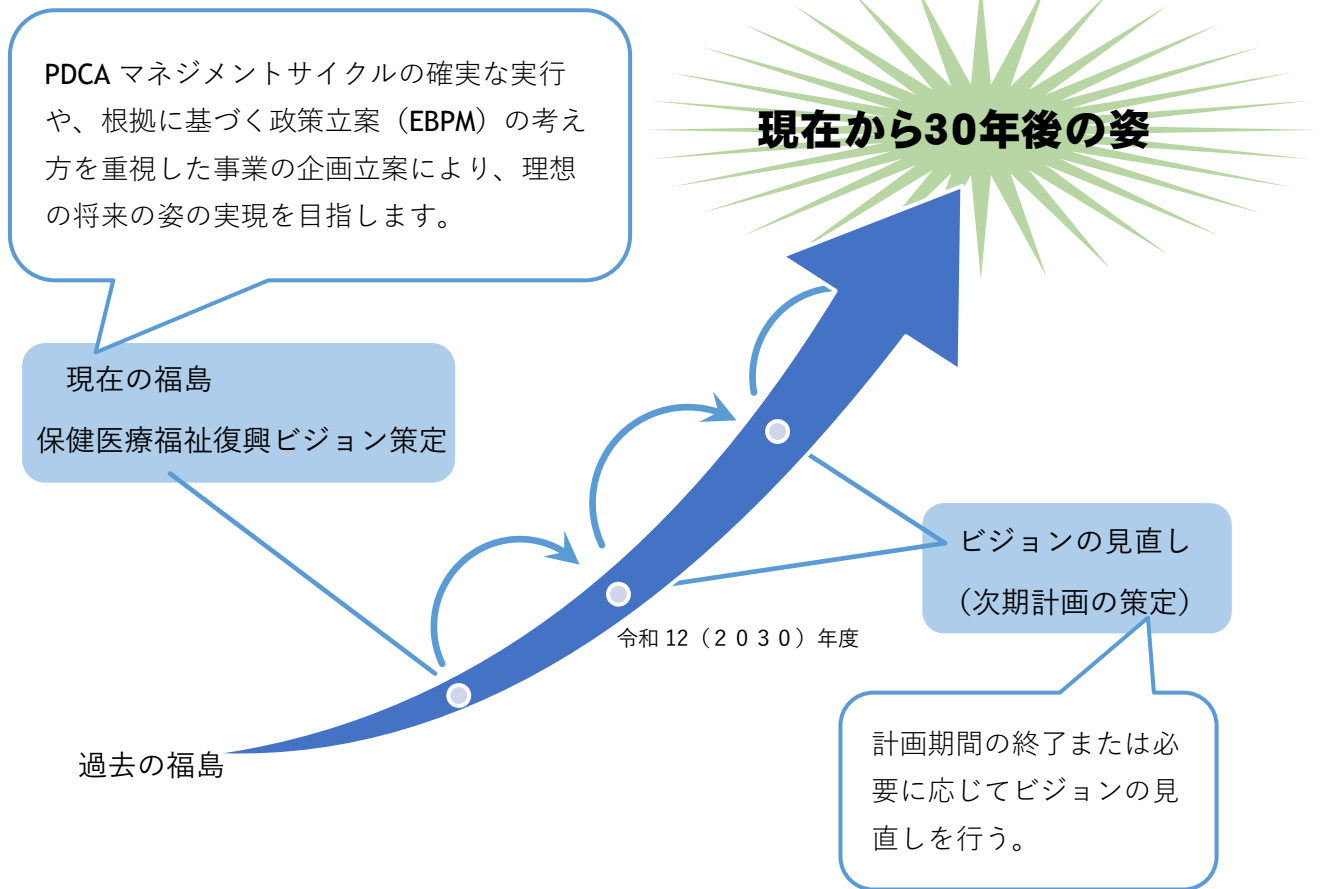 PDCA マネジメントサイクルの確実な実行
や、根拠に基づく政策立案（EBPM）の考え
方を重視した事業の企画立案により、理想
の将来の姿の実現を目指します。
現在から30年後の姿
現在の福島
保健医療福祉復興ビジョン策定
ビジョンの見直し
（次期計画の策定）
令和 12（２０３０）年度
過去の福島
計画期間の終了または必
要に応じてビジョンの見
直しを行う。